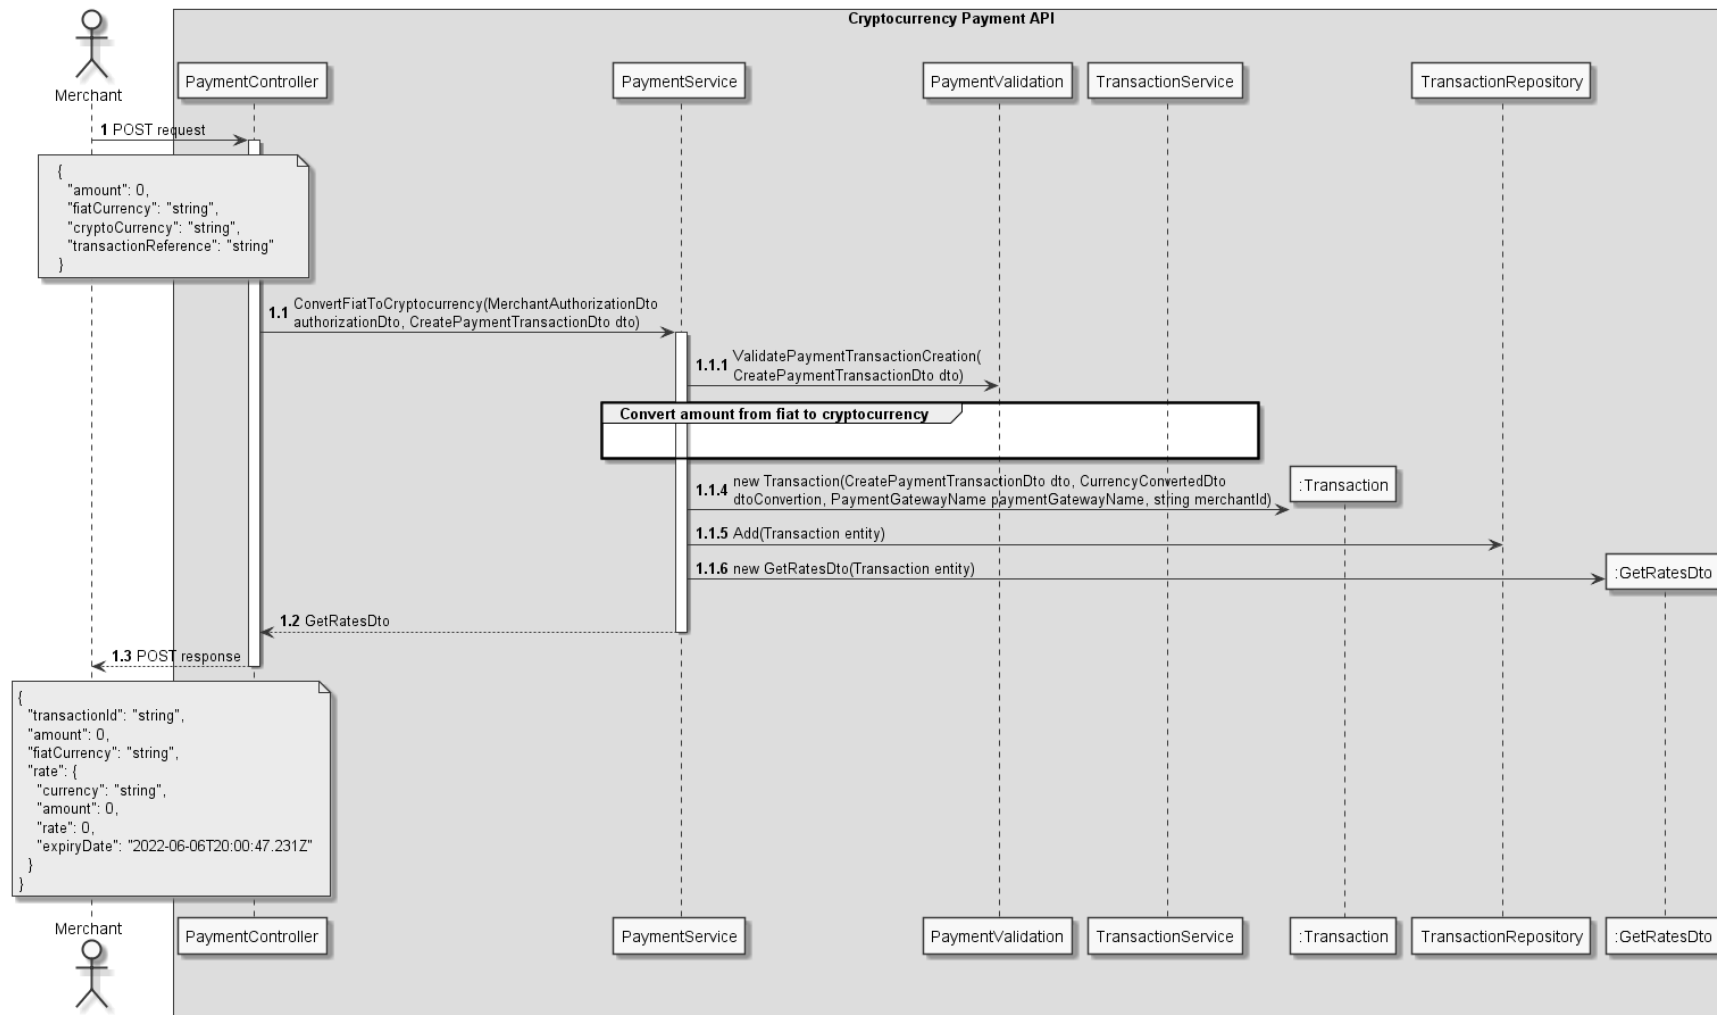 Cryptocurrency Payment API
Merchant
PaymentController
PaymentService
PaymentValidation
TransactionService
TransactionRepository
1 POST request
{
"amount": 0,
"fiatCurrency": "string",
"cryptoCurrency": "string",
"transactionReference": "string"
}
1.1 ConvertFiatToCryptocurrency(MerchantAuthorizationDto
authorizationDto, CreatePaymentTransactionDto dto)
1.1.1 ValidatePaymentTransactionCreation(
CreatePaymentTransactionDto dto)
Convert amount from fiat to cryptocurrency
1.1.4 new Transaction(CreatePaymentTransactionDto dto, CurrencyConvertedDto
dtoConvertion, PaymentGatewayName paymentGatewayName, string merchantId)
:Transaction
1.1.5 Add(Transaction entity)
1.1.6 new GetRatesDto(Transaction entity)
:GetRatesDto
1.2 GetRatesDto
1.3 POST response
{
"transactionId": "string",
"amount": 0,
"fiatCurrency": "string",
"rate": {
"currency": "string",
"amount": 0,
"rate": 0,
"expiryDate": "2022-06-06T20:00:47.231Z"
}
}
Merchant
PaymentController
PaymentService
PaymentValidation
TransactionService
:Transaction
TransactionRepository
:GetRatesDto